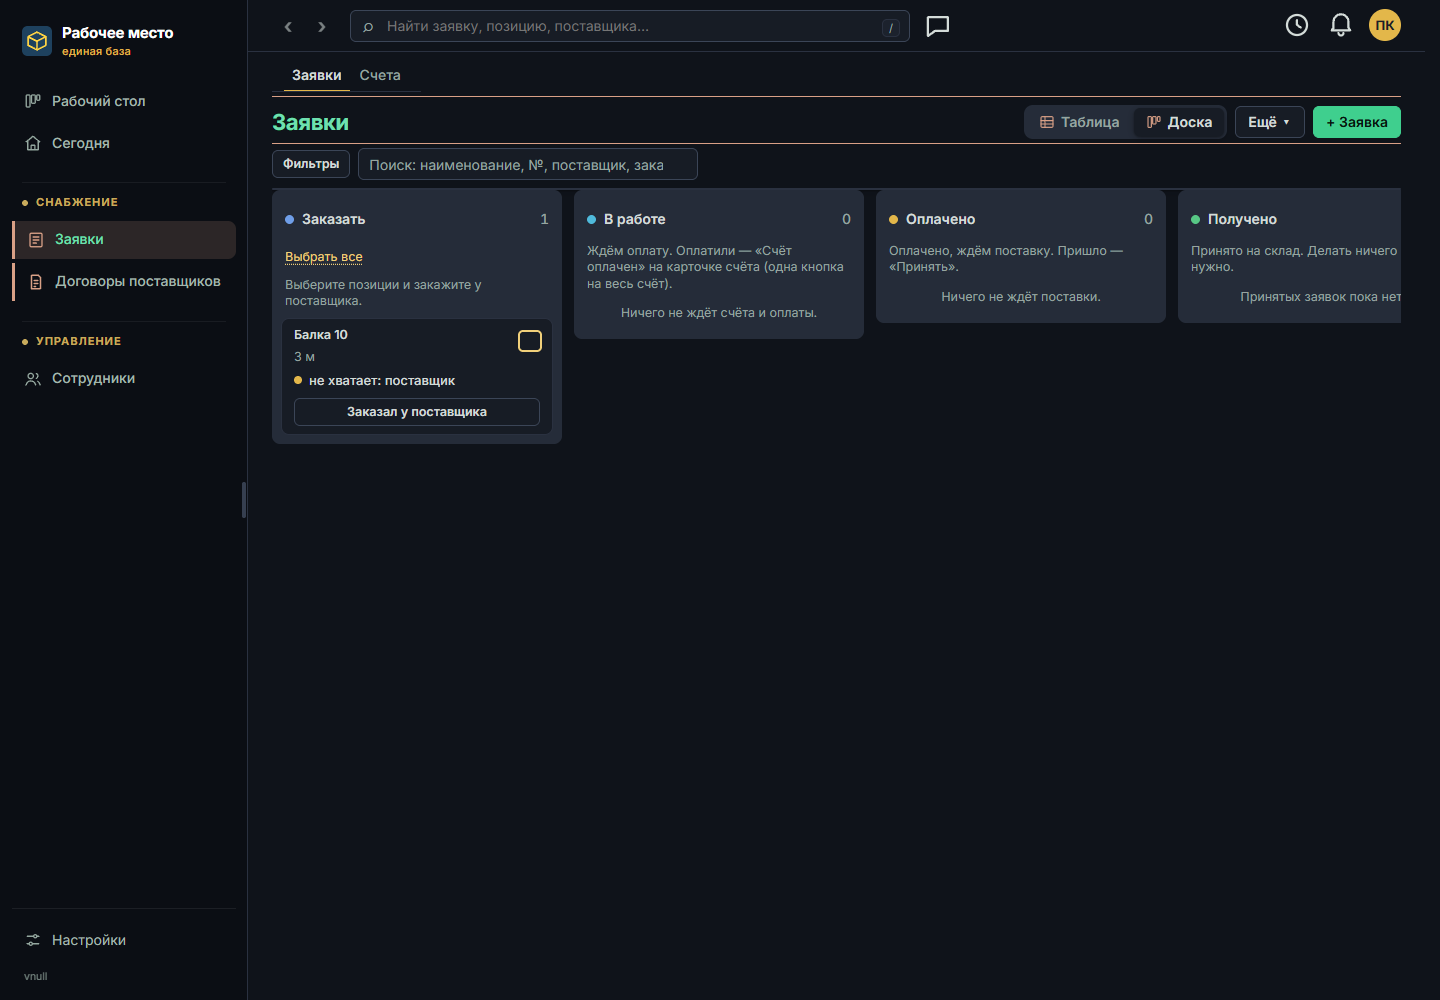 Рабочее место
единая база
Рабочий стол
Сегодня
СНАБЖЕНИЕ
Заявки
Договоры поставщиков
УПРАВЛЕНИЕ
Сотрудники
Настройки
vnull
Найти заявку, позицию, поставщика...
/
ПК
Заявки
Счета
Заявки
Таблица
Доска
Ещё
+ Заявка
Фильтры
Поиск: наименование, №, поставщик, зака
Заказать
1
Выбрать все
Выберите позиции и закажите у
поставщика.
Балка 10
3 м
не хватает: поставщик
Заказал у поставщика
В работе
0
Ждём оплату. Оплатили — «Счёт
оплачен» на карточке счёта (одна кнопка
на весь счёт).
Ничего не ждёт счёта и оплаты.
Оплачено
0
Оплачено, ждём поставку. Пришло —
«Принять».
Ничего не ждёт поставки.
Получено
Принято на склад. Делать ничего
нужно.
Принятых заявок пока нет